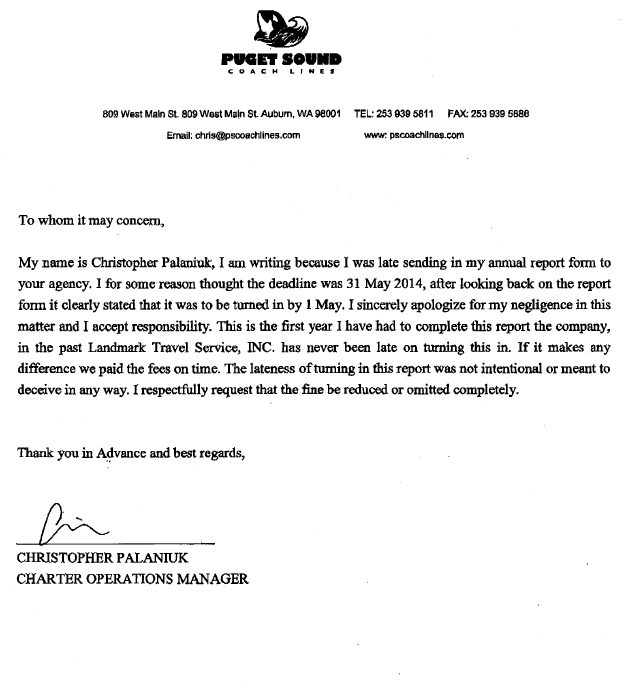 PUGET SOUND
COACH LINES
809 West Main St. 809 West Main St. Auburn, WA 98001 TEL: 253 939 5811 FAX: 253 939 5686
Email: chris@pscoachlines.com www: pscoachlines.com
To whom it may concern,
My name is Christopher Palaniuk, I am writing because I was late sending in my annual report form to
your agency. I for some reason thought the deadline was 31 May 2014, after looking back on the report
form it clearly stated that it was to be turned in by 1 May. I sincerely apologize for my negligence in this
matter and I accept responsibility. This is the first year I have had to complete this report the company,
in the past Landmark Travel Service, INC. has never been late on turning this in. If it makes any
difference we paid the fees on time. The lateness of turning in this report was not intentional or meant to
deceive in any way. I respectfully request that the fine be reduced or omitted completely.
Thank you in Advance and best regards,
CHRISTOPHER PALANIUK
CHARTER OPERATIONS MANAGER